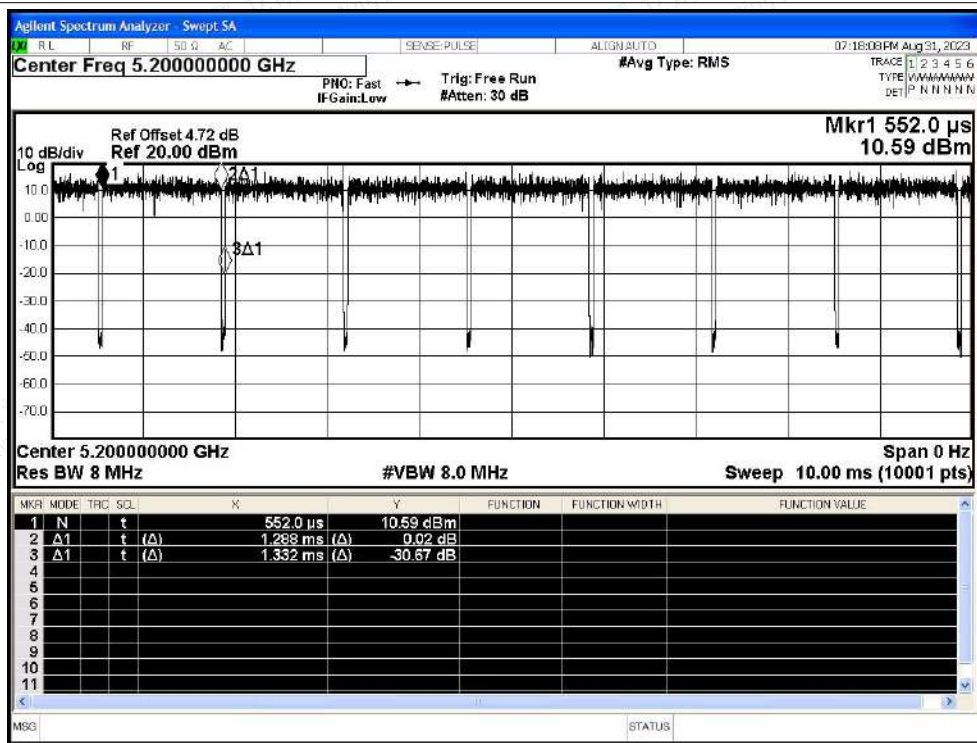 Agilent Spectrum Analyzer - Swept SA
LXI RL RF 50 Ω AC SENSE:PULSE ALIGNAUTO 07:18:08 PM Aug 31, 2023
Center Freq 5.200000000 GHz #Avg Type: RMS TRACE 1 2 3 4 5 6
PNO: Fast Trig: Free Run TYPE
IFGain:Low #Atten: 30 dB DET P N N N N N
Ref Offset 4.72 dB Mkr1 552.0 µs
10 dB/div Ref 20.00 dBm 10.59 dBm
Log
1 2Δ1
10.0
0.00
3Δ1
-10.0
-20.0
-30.0
-40.0
-50.0
-60.0
-70.0
Center 5.200000000 GHz Span 0 Hz
Res BW 8 MHz #VBW 8.0 MHz Sweep 10.00 ms (10001 pts)
MKR MODE TRC SCL X Y FUNCTION FUNCTION WIDTH FUNCTION VALUE
1 N t 552.0 µs 10.59 dBm
2 Δ1 t (Δ) 1.288 ms (Δ) 0.02 dB
3 Δ1 t (Δ) 1.332 ms (Δ) -30.67 dB
4
5
6
7
8
9
10
11
MSG STATUS